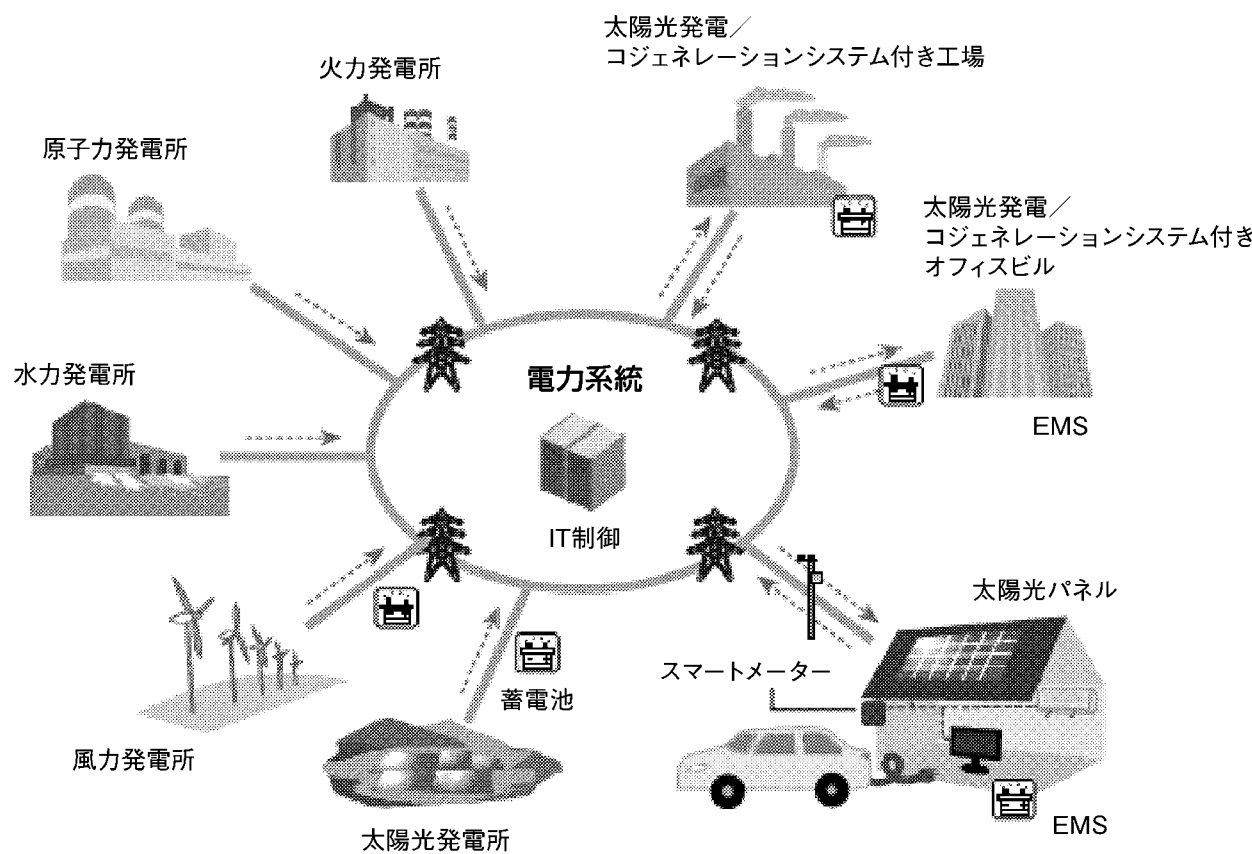 太陽光発電／
コジェネレーションシステム付き工場
火力発電所
原子力発電所
太陽光発電／
コジェネレーションシステム付き
オフィスビル
水力発電所
電力系統
EMS
IT制御
太陽光パネル
スマートメーター
蓄電池
風力発電所
太陽光発電所
EMS